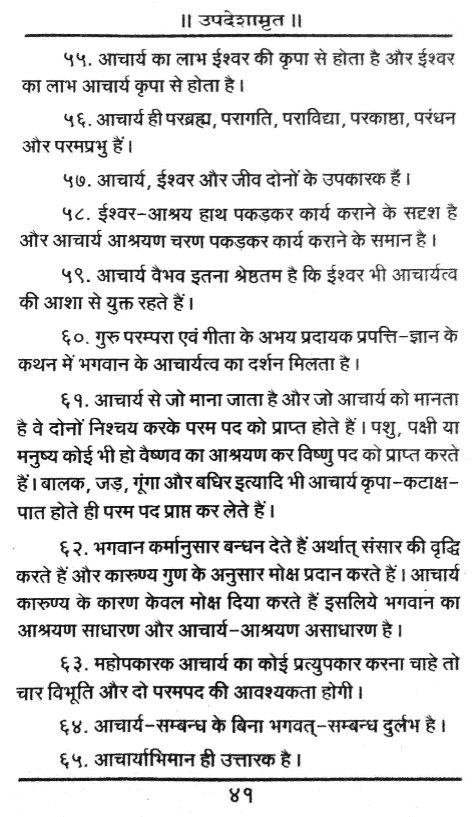 ॥ उपदेशामृत ॥
५५. आचार्य का लाभ ईश्वर की कृपा से होता है और ईश्वर
का लाभ आचार्य कृपा से होता है ।
५६. आचार्य ही परब्रह्म, परागति, पराविद्या, परकाष्ठा, परंधन
और परमप्रभु हैं ।
५७. आचार्य, ईश्वर और जीव दोनों के उपकारक हैं ।
५८. ईश्वर-आश्रय हाथ पकड़कर कार्य कराने के सदृश है
और आचार्य आश्रयण चरण पकड़कर कार्य कराने के समान है ।
५९. आचार्य वैभव इतना श्रेष्ठतम है कि ईश्वर भी आचार्यत्व
की आशा से युक्त रहते हैं ।
६०. गुरु परम्परा एवं गीता के अभय प्रदायक प्रपत्ति-ज्ञान के
कथन में भगवान के आचार्यत्व का दर्शन मिलता है ।
६१. आचार्य से जो माना जाता है और जो आचार्य को मानता
है वे दोनों निश्चय करके परम पद को प्राप्त होते हैं । पशु, पक्षी या
मनुष्य कोई भी हो वैष्णव का आश्रयण कर विष्णु पद को प्राप्त करते
हैं । बालक, जड़, गूंगा और बधिर इत्यादि भी आचार्य कृपा-कटाक्ष-
पात होते ही परम पद प्राप्त कर लेते हैं ।
६२. भगवान कर्मानुसार बन्धन देते हैं अर्थात् संसार की वृद्धि
करते हैं और कारुण्य गुण के अनुसार मोक्ष प्रदान करते हैं । आचार्य
कारुण्य के कारण केवल मोक्ष दिया करते हैं इसलिये भगवान का
आश्रयण साधारण और आचार्य-आश्रयण असाधारण है ।
६३. महोपकारक आचार्य का कोई प्रत्युपकार करना चाहे तो
चार विभूति और दो परमपद की आवश्यकता होगी ।
६४. आचार्य-सम्बन्ध के बिना भगवत्-सम्बन्ध दुर्लभ है ।
६५. आचार्याभिमान ही उत्तारक है ।
४१